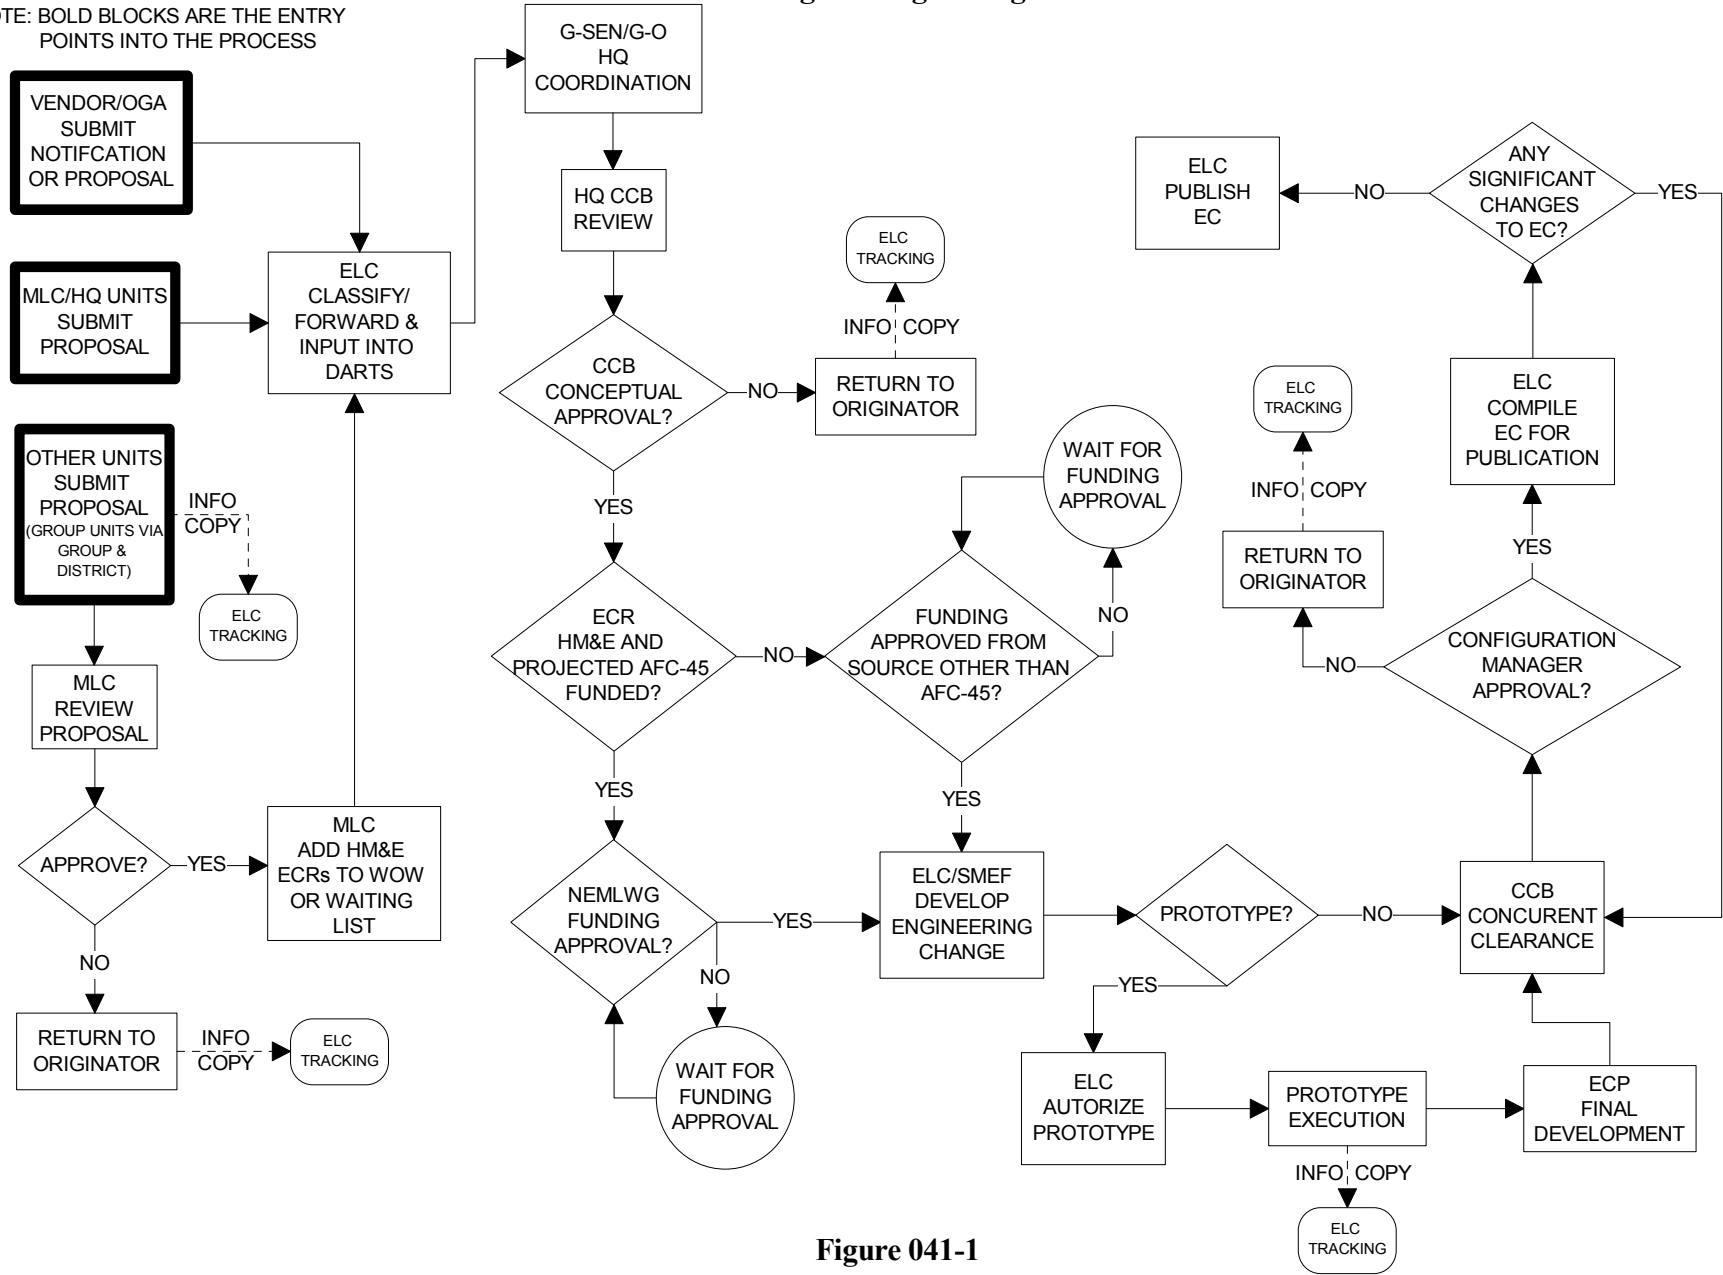 OTE: BOLD BLOCKS ARE THE ENTRY
POINTS INTO THE PROCESS
VENDOR/OGA
SUBMIT
NOTIFCATION
OR PROPOSAL
MLC/HQ UNITS
SUBMIT
PROPOSAL
OTHER UNITS
SUBMIT
PROPOSAL
(GROUP UNITS VIA
GROUP &
DISTRICT)
INFO
COPY
ELC
TRACKING
MLC
REVIEW
PROPOSAL
APPROVE?
YES
NO
RETURN TO
ORIGINATOR
INFO
COPY
ELC
TRACKING
MLC
ADD HM&E
ECRs TO WOW
OR WAITING
LIST
ELC
CLASSIFY/
FORWARD &
INPUT INTO
DARTS
G-SEN/G-O
HQ
COORDINATION
HQ CCB
REVIEW
CCB
CONCEPTUAL
APPROVAL?
NO
RETURN TO
ORIGINATOR
INFO COPY
ELC
TRACKING
YES
ECR
HM&E AND
PROJECTED AFC-45
FUNDED?
NO
FUNDING
APPROVED FROM
SOURCE OTHER THAN
AFC-45?
NO
WAIT FOR
FUNDING
APPROVAL
YES
YES
NEMLWG
FUNDING
APPROVAL?
NO
WAIT FOR
FUNDING
APPROVAL
YES
ELC/SMEF
DEVELOP
ENGINEERING
CHANGE
PROTOTYPE?
NO
YES
ELC
AUTORIZE
PROTOTYPE
PROTOTYPE
EXECUTION
INFO COPY
ELC
TRACKING
ECP
FINAL
DEVELOPMENT
CCB
CONCURENT
CLEARANCE
CONFIGURATION
MANAGER
APPROVAL?
NO
RETURN TO
ORIGINATOR
INFO COPY
ELC
TRACKING
YES
ELC
COMPILE
EC FOR
PUBLICATION
ANY
SIGNIFICANT
CHANGES
TO EC?
YES
NO
ELC
PUBLISH
EC
Figure 041-1